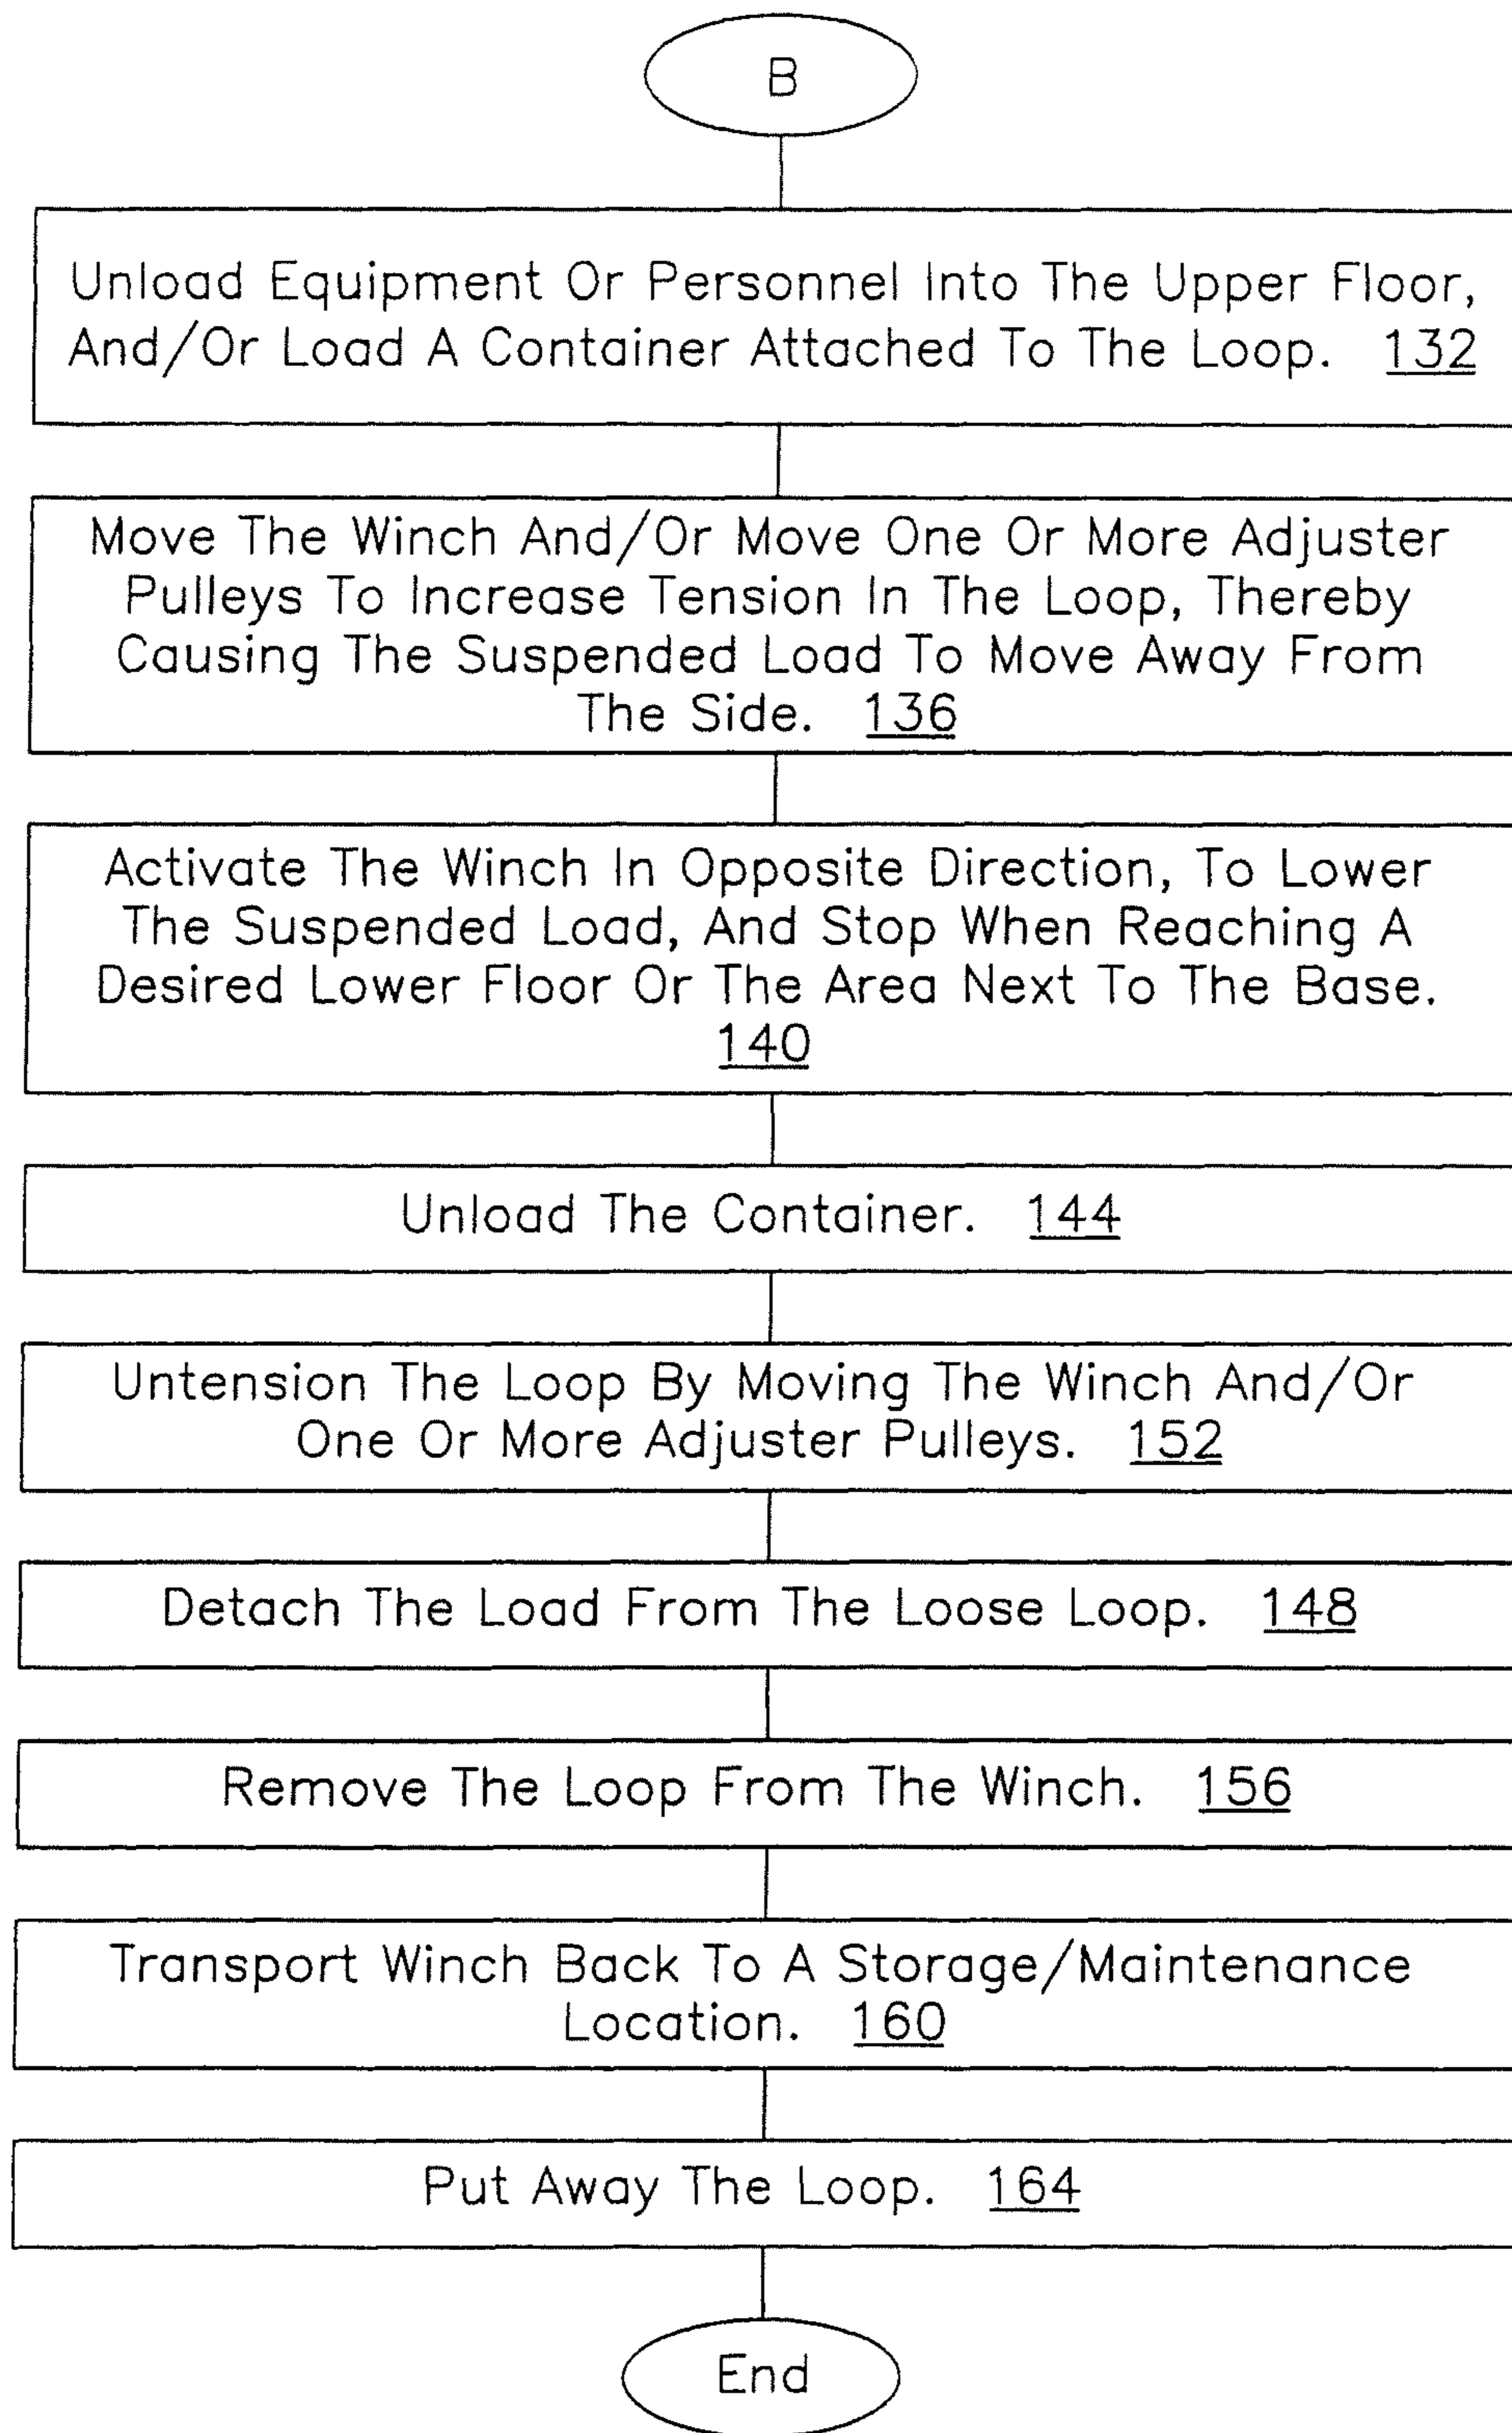 B
Unload Equipment Or Personnel Into The Upper Floor,
And/Or Load A Container Attached To The Loop. 132
Move The Winch And/Or Move One Or More Adjuster
Pulleys To Increase Tension In The Loop, Thereby
Causing The Suspended Load To Move Away From
The Side. 136
Activate The Winch In Opposite Direction, To Lower
The Suspended Load, And Stop When Reaching A
Desired Lower Floor Or The Area Next To The Base.
140
Unload The Container. 144
Untension The Loop By Moving The Winch And/Or
One Or More Adjuster Pulleys. 152
Detach The Load From The Loose Loop. 148
Remove The Loop From The Winch. 156
Transport Winch Back To A Storage/Maintenance
Location. 160
Put Away The Loop. 164
End